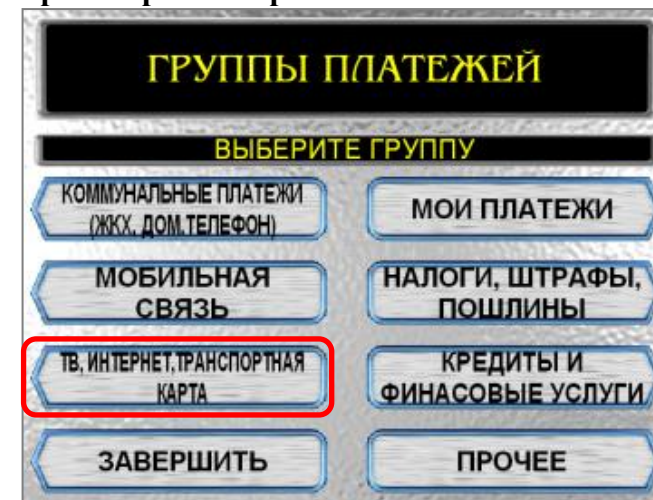 ГРУППЫ ПЛАТЕЖЕЙ
ВЫБЕРИТЕ ГРУППУ
КОММУНАЛЬНЫЕ ПЛАТЕЖИ
(ЖКХ, ДОМ.ТЕЛЕФОН)
МОИ ПЛАТЕЖИ
МОБИЛЬНАЯ
СВЯЗЬ
НАЛОГИ, ШТРАФЫ,
ПОШЛИНЫ
ТВ, ИНТЕРНЕТ,ТРАНСПОРТНАЯ
КАРТА
КРЕДИТЫ И
ФИНАСОВЫЕ УСЛУГИ
ЗАВЕРШИТЬ
ПРОЧЕЕ